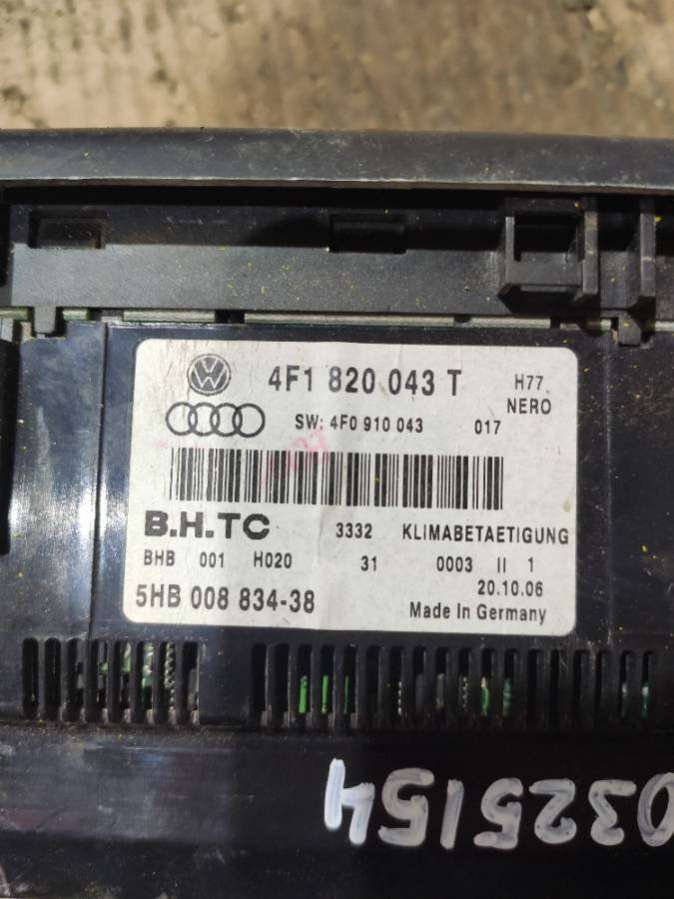 4F1 820 043 T H77
NERO
SW: 4F0 910 043 017
B.H.TC 3332 KLIMABETAETIGUNG
BHB 001 H020 31 0003 II 1
20.10.06
5HB 008 834-38 Made In Germany
0325154